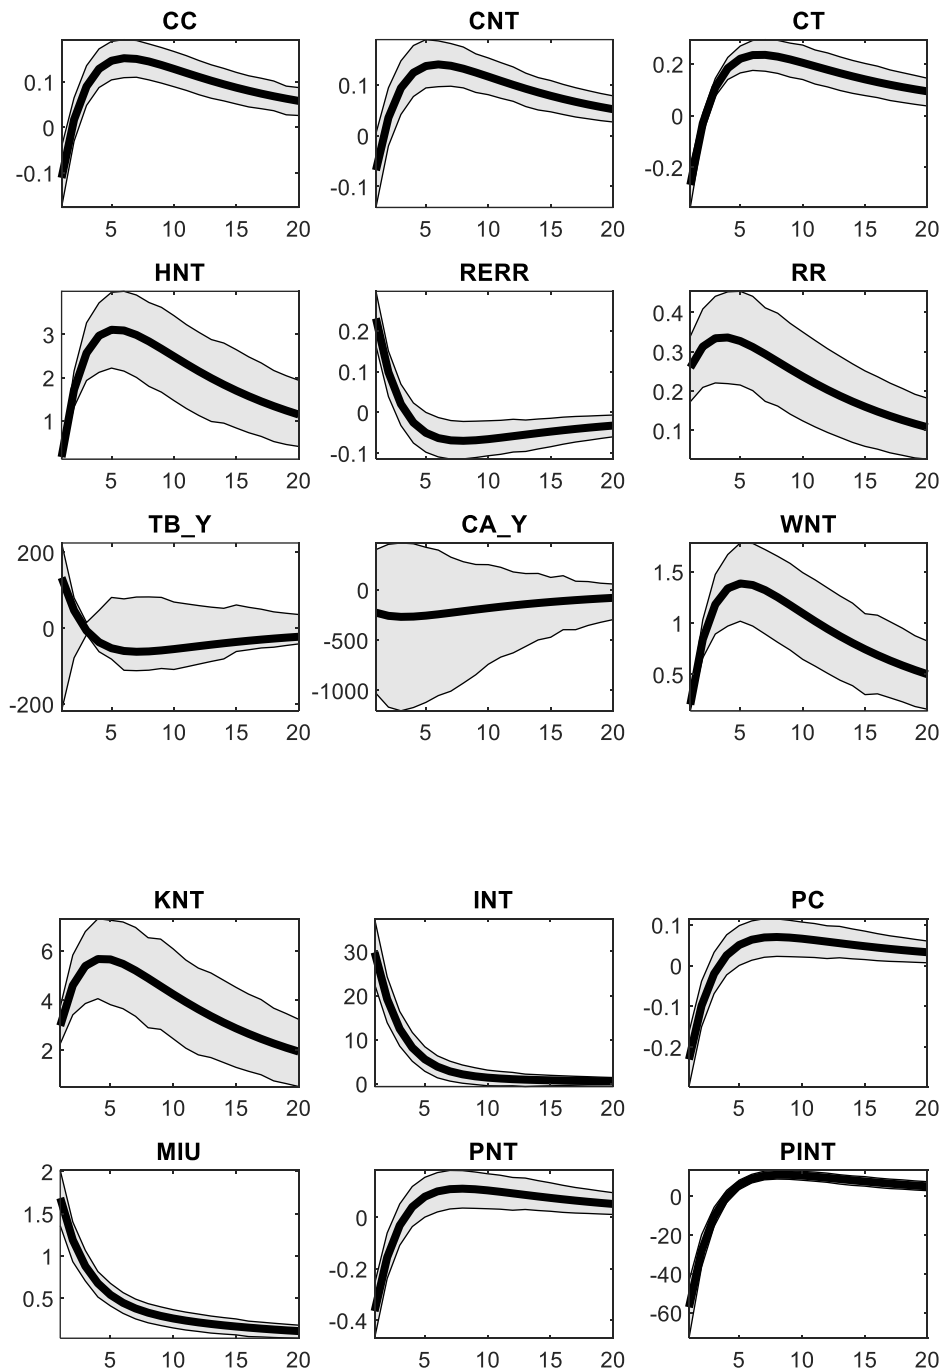 CC CNT CT
0.1 0.1 0.2
0 0 0
-0.1 -0.1 -0.2
5 10 15 20 5 10 15 20 5 10 15 20
HNT RERR RR
3 0.2 0.4
2 0.1 0.3
1 0 0.2
-0.1 0.1
5 10 15 20 5 10 15 20 5 10 15 20
TB_Y CA_Y WNT
200 0 1.5
0 -500 1
-200 -1000 0.5
5 10 15 20 5 10 15 20 5 10 15 20
KNT INT PC
6 30 0.1
4 20 0
2 10 -0.1
0 -0.2
5 10 15 20 5 10 15 20 5 10 15 20
MIU PNT PINT
2 0 0
1.5 -0.2 -20
1 -0.4 -40
0.5 -60
5 10 15 20 5 10 15 20 5 10 15 20